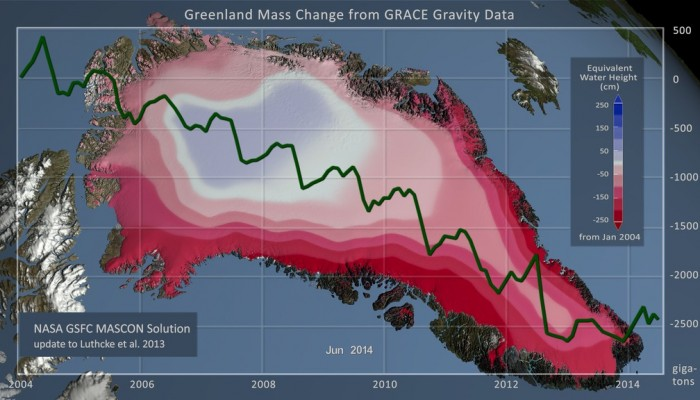 Greenland Mass Change from GRACE Gravity Data
500
0
-500
-1000
-1500
-2000
-2500
giga-
tons
Equivalent
Water Height
(cm)
250
150
50
-50
-150
-250
from Jan 2004
NASA GSFC MASCON Solution
update to Luthcke et al. 2013
Jun 2014
2004
2006
2008
2010
2012
2014